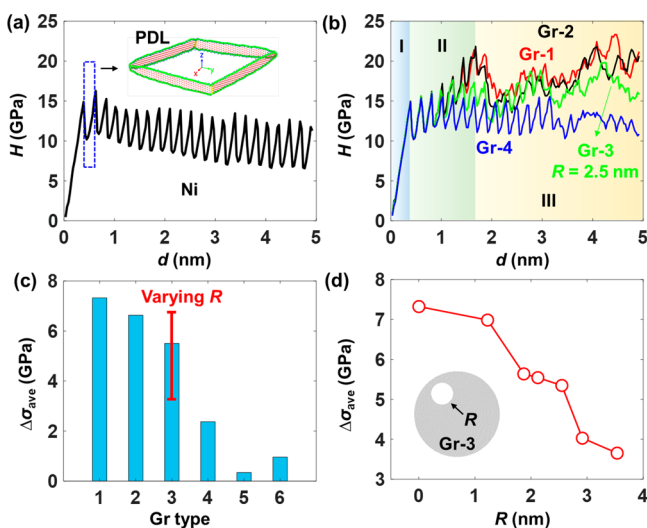 (a)
PDL
z
x
y
Ni
H (GPa)
25
20
15
10
5
0
0 1 2 3 4 5
d (nm)
(b)
I
II
III
Gr-1
Gr-2
Gr-3
R = 2.5 nm
Gr-4
H (GPa)
25
20
15
10
5
0
0 1 2 3 4 5
d (nm)
(c)
Varying R
Δσave (GPa)
8
6
4
2
0
1 2 3 4 5 6
Gr type
(d)
R
Gr-3
Δσave (GPa)
8
7
6
5
4
3
0 1 2 3
R (nm)